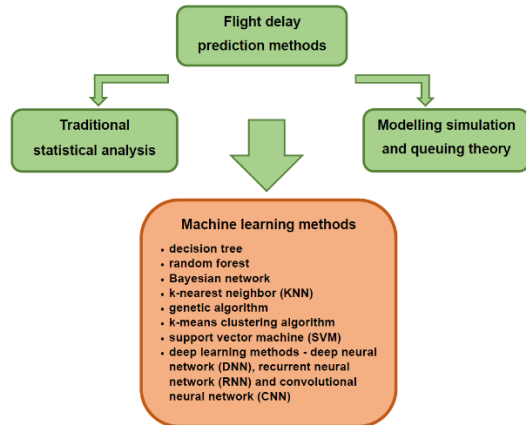 Flight delay
prediction methods
Traditional
statistical analysis
Modelling simulation
and queuing theory
Machine learning methods
• decision tree
• random forest
• Bayesian network
• k-nearest neighbor (KNN)
• genetic algorithm
• k-means clustering algorithm
• support vector machine (SVM)
• deep learning methods - deep neural
network (DNN), recurrent neural
network (RNN) and convolutional
neural network (CNN)